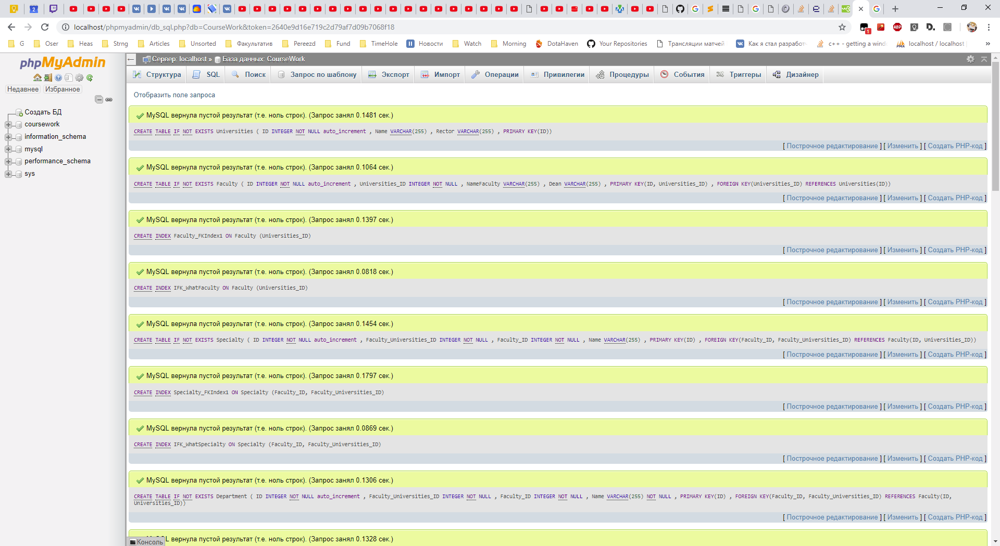 localhost/phpmyadmin/db_sql.php?db=CourseWork&token=2640e9d16e719c2d79af7d09b7068f18
G Oser Heas Strng Articles Unsorted Факультатив Pereezd Fund TimeHole Новости Watch Morning DotaHaven Your Repositories Трансляции матчей Как я стал разработ c++ - getting a wind localhost / localhost
phpMyAdmin
Недавнее Избранное
Создать БД
coursework
information_schema
mysql
performance_schema
sys
Сервер: localhost » База данных: CourseWork
Структура SQL Поиск Запрос по шаблону Экспорт Импорт Операции Привилегии Процедуры События Триггеры Дизайнер
Отобразить поле запроса
MySQL вернула пустой результат (т.е. ноль строк). (Запрос занял 0.1481 сек.)
CREATE TABLE IF NOT EXISTS Universities ( ID INTEGER NOT NULL auto_increment , Name VARCHAR(255) , Rector VARCHAR(255) , PRIMARY KEY(ID))
[ Построчное редактирование ] [ Изменить ] [ Создать PHP-код ]
MySQL вернула пустой результат (т.е. ноль строк). (Запрос занял 0.1064 сек.)
CREATE TABLE IF NOT EXISTS Faculty ( ID INTEGER NOT NULL auto_increment , Universities_ID INTEGER NOT NULL , NameFaculty VARCHAR(255) , Dean VARCHAR(255) , PRIMARY KEY(ID, Universities_ID) , FOREIGN KEY(Universities_ID) REFERENCES Universities(ID))
[ Построчное редактирование ] [ Изменить ] [ Создать PHP-код ]
MySQL вернула пустой результат (т.е. ноль строк). (Запрос занял 0.1397 сек.)
CREATE INDEX Faculty_FKIndex1 ON Faculty (Universities_ID)
[ Построчное редактирование ] [ Изменить ] [ Создать PHP-код ]
MySQL вернула пустой результат (т.е. ноль строк). (Запрос занял 0.0818 сек.)
CREATE INDEX IFK_WhatFaculty ON Faculty (Universities_ID)
[ Построчное редактирование ] [ Изменить ] [ Создать PHP-код ]
MySQL вернула пустой результат (т.е. ноль строк). (Запрос занял 0.1454 сек.)
CREATE TABLE IF NOT EXISTS Specialty ( ID INTEGER NOT NULL auto_increment , Faculty_Universities_ID INTEGER NOT NULL , Faculty_ID INTEGER NOT NULL , Name VARCHAR(255) , PRIMARY KEY(ID) , FOREIGN KEY(Faculty_ID, Faculty_Universities_ID) REFERENCES Faculty(ID, Universities_ID))
[ Построчное редактирование ] [ Изменить ] [ Создать PHP-код ]
MySQL вернула пустой результат (т.е. ноль строк). (Запрос занял 0.1797 сек.)
CREATE INDEX Specialty_FKIndex1 ON Specialty (Faculty_ID, Faculty_Universities_ID)
[ Построчное редактирование ] [ Изменить ] [ Создать PHP-код ]
MySQL вернула пустой результат (т.е. ноль строк). (Запрос занял 0.0869 сек.)
CREATE INDEX IFK_WhatSpecialty ON Specialty (Faculty_ID, Faculty_Universities_ID)
[ Построчное редактирование ] [ Изменить ] [ Создать PHP-код ]
MySQL вернула пустой результат (т.е. ноль строк). (Запрос занял 0.1306 сек.)
CREATE TABLE IF NOT EXISTS Department ( ID INTEGER NOT NULL auto_increment , Faculty_Universities_ID INTEGER NOT NULL , Faculty_ID INTEGER NOT NULL , Name VARCHAR(255) NOT NULL , PRIMARY KEY(ID) , FOREIGN KEY(Faculty_ID, Faculty_Universities_ID) REFERENCES Faculty(ID,
Universities_ID))
[ Построчное редактирование ] [ Изменить ] [ Создать PHP-код ]
MySQL вернула пустой результат (т.е. ноль строк). (Запрос занял 0.1328 сек.)
Консоль